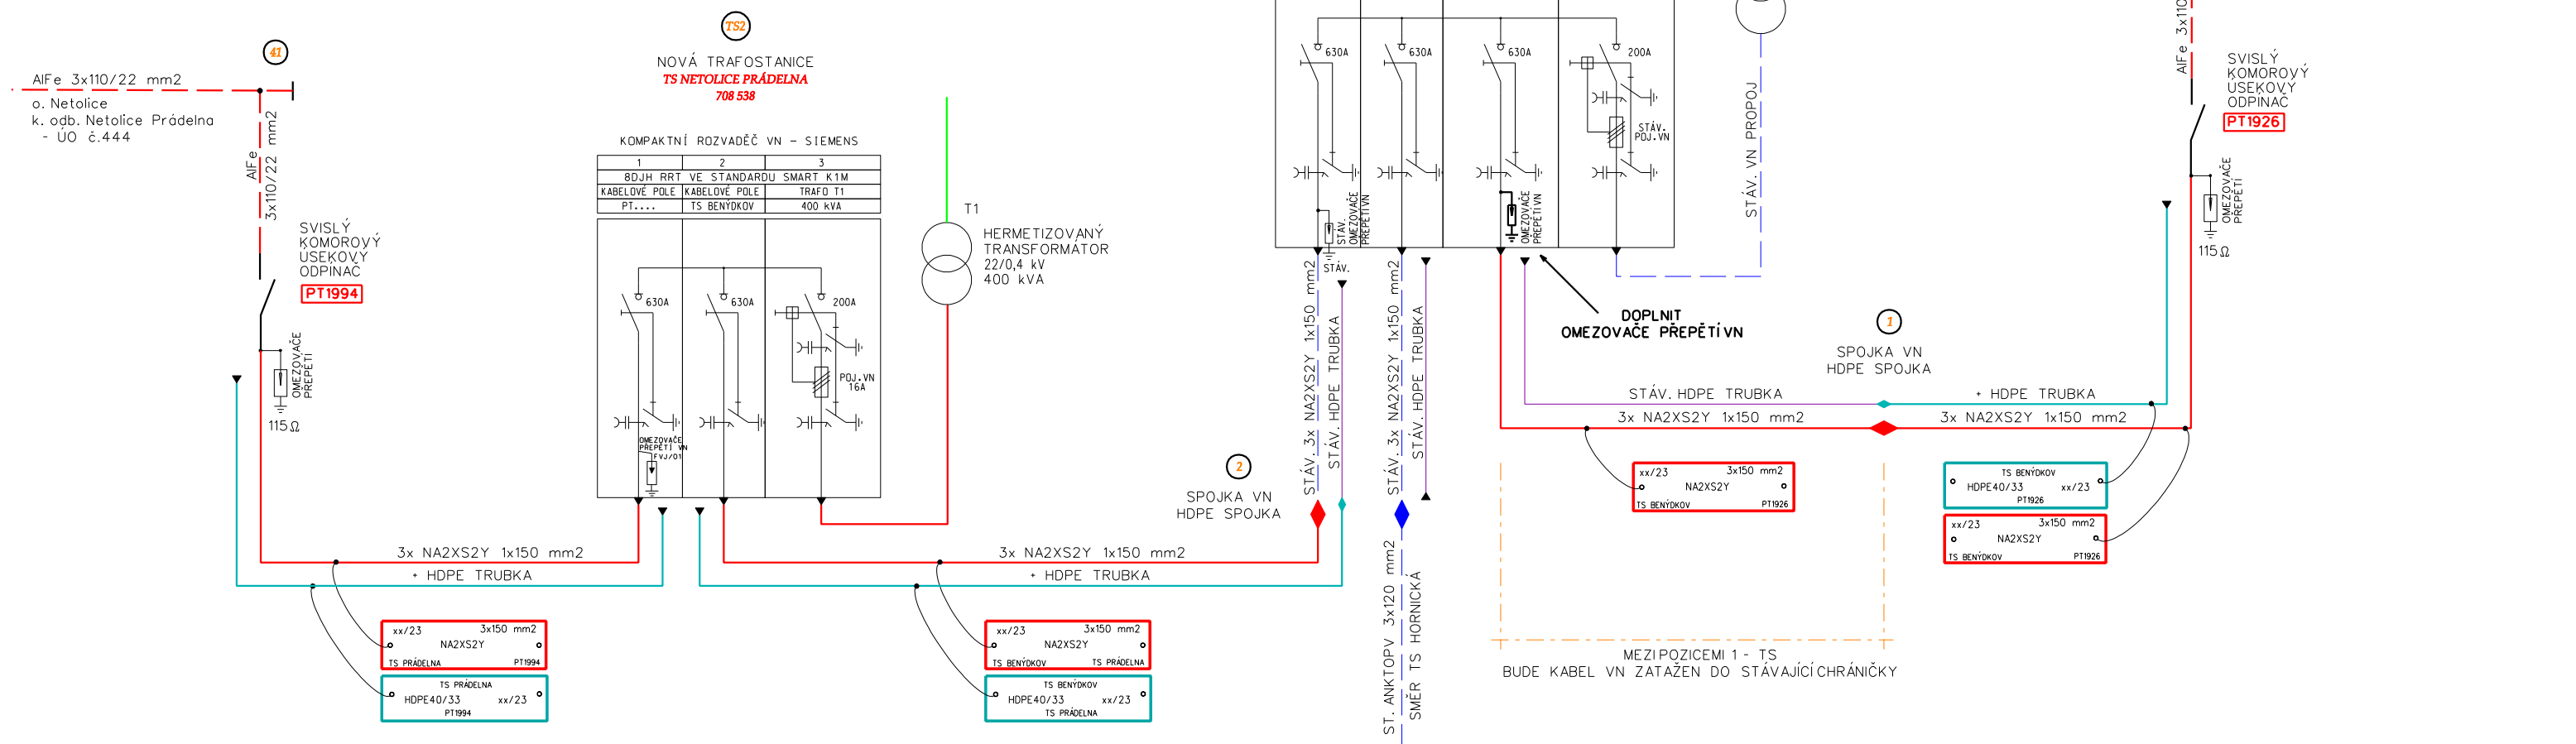 41
AlFe 3x110/22 mm2
o. Netolice
k. odb. Netolice Prádelna
- ÚO č.444
AlFe
3x110/22 mm2
SVISLÝ
KOMOROVÝ
ÚSEKOVÝ
ODPÍNAČ
PT1994
OMEZOVAČE
PŘEPĚTÍ
115Ω
TS2
NOVÁ TRAFOSTANICE
TS NETOLICE PRÁDELNA
708 538
KOMPAKTNÍ ROZVADĚČ VN - SIEMENS
1 2 3
8DJH RRT VE STANDARDU SMART K1M
KABELOVÉ POLE KABELOVÉ POLE TRAFO T1
PT.... TS BENÝDKOV 400 kVA
630A 630A 200A
POJ.VN
16A
OMEZOVAČE
PŘEPĚTÍ VN
FVJ/01
T1
HERMETIZOVANÝ
TRANSFORMÁTOR
22/0,4 kV
400 kVA
3x NA2XS2Y 1x150 mm2
+ HDPE TRUBKA
xx/23 3x150 mm2
NA2XS2Y
TS PRÁDELNA PT1994
TS PRÁDELNA
HDPE40/33 xx/23
PT1994
3x NA2XS2Y 1x150 mm2
+ HDPE TRUBKA
xx/23 3x150 mm2
NA2XS2Y
TS BENÝDKOV TS PRÁDELNA
TS BENÝDKOV
HDPE40/33 xx/23
TS PRÁDELNA
2
SPOJKA VN
HDPE SPOJKA
630A 630A 630A 200A
STÁV.
POJ.VN
STÁV.
OMEZOVAČE
PŘEPĚTÍ VN
STÁV.
OMEZOVAČE
PŘEPĚTÍ VN
STÁV. 3x NA2XS2Y 1x150 mm2
STÁV. HDPE TRUBKA
STÁV. 3x NA2XS2Y 1x150 mm2
STÁV. HDPE TRUBKA
ST. ANKTOPV 3x120 mm2
SMĚR TS HORNICKÁ
STÁV. VN PROPOJ
DOPLNIT
OMEZOVAČE PŘEPĚTÍ VN
1
SPOJKA VN
HDPE SPOJKA
STÁV. HDPE TRUBKA
+ HDPE TRUBKA
3x NA2XS2Y 1x150 mm2
3x NA2XS2Y 1x150 mm2
xx/23 3x150 mm2
NA2XS2Y
TS BENÝDKOV PT1926
TS BENÝDKOV
HDPE40/33 xx/23
PT1926
xx/23 3x150 mm2
NA2XS2Y
TS BENÝDKOV PT1926
MEZI POZICEMI 1 - TS
BUDE KABEL VN ZATAŽEN DO STÁVAJÍCÍ CHRÁNIČKY
AlFe 3x110
SVISLÝ
KOMOROVÝ
ÚSEKOVÝ
ODPÍNAČ
PT1926
OMEZOVAČE
PŘEPĚTÍ
115Ω